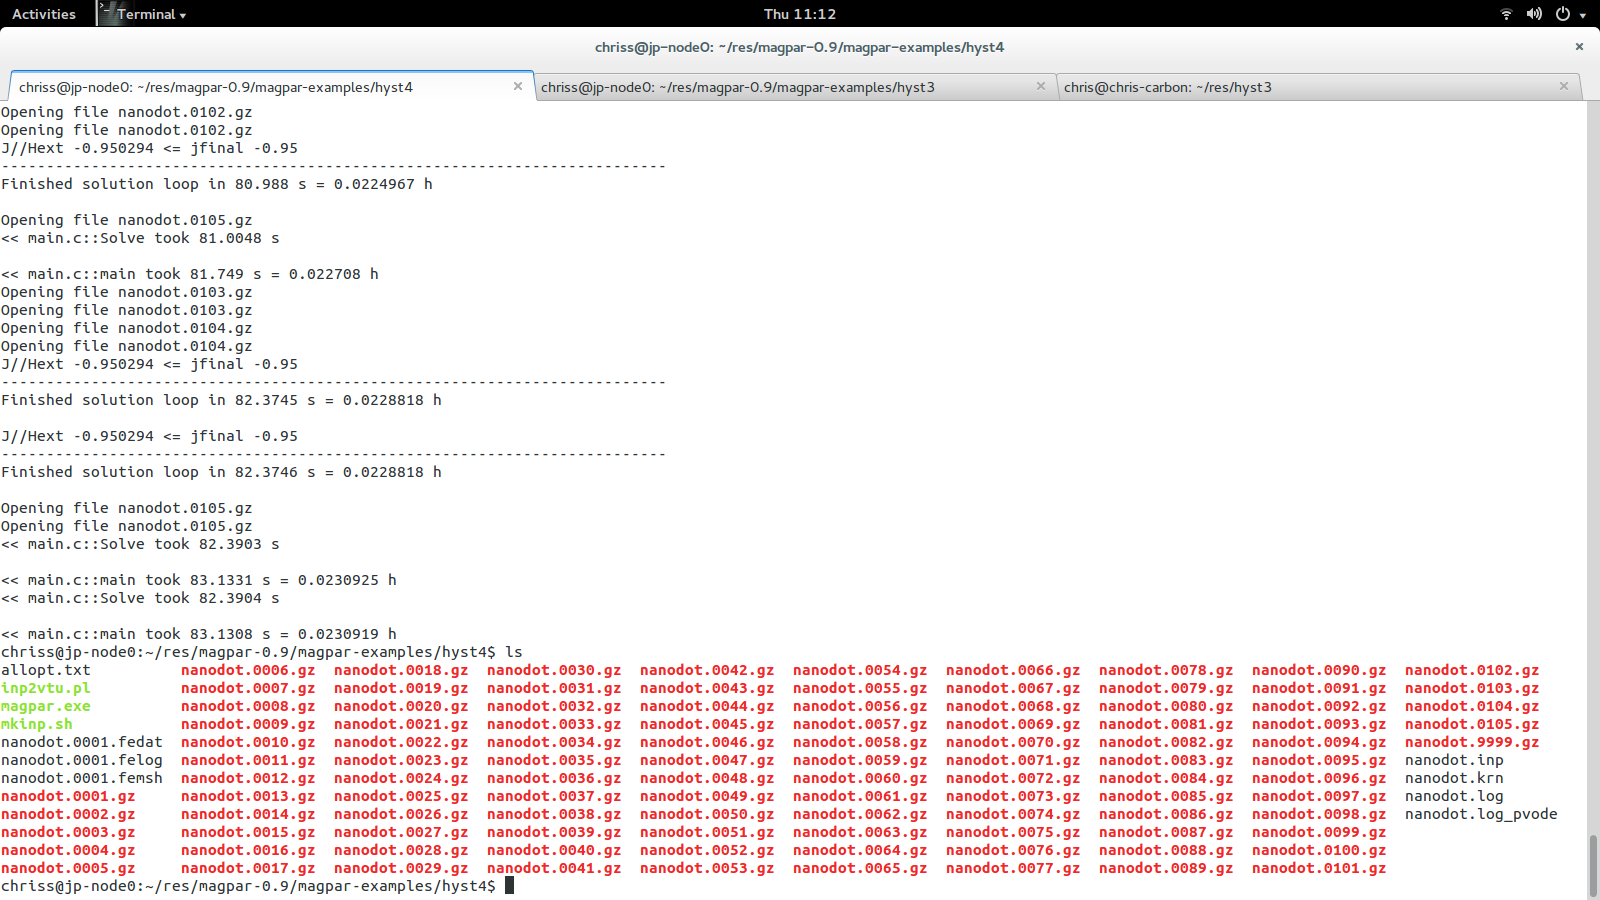 Activities Terminal Thu 11:12
chriss@jp-node0: ~/res/magpar-0.9/magpar-examples/hyst4
chriss@jp-node0: ~/res/magpar-0.9/magpar-examples/hyst4 chriss@jp-node0: ~/res/magpar-0.9/magpar-examples/hyst3 chris@chris-carbon: ~/res/hyst3
Opening file nanodot.0102.gz
Opening file nanodot.0102.gz
J//Hext -0.950294 <= jfinal -0.95
--------------------------------------------------------------------------
Finished solution loop in 80.988 s = 0.0224967 h
Opening file nanodot.0105.gz
<< main.c::Solve took 81.0048 s
<< main.c::main took 81.749 s = 0.022708 h
Opening file nanodot.0103.gz
Opening file nanodot.0103.gz
Opening file nanodot.0104.gz
Opening file nanodot.0104.gz
J//Hext -0.950294 <= jfinal -0.95
--------------------------------------------------------------------------
Finished solution loop in 82.3745 s = 0.0228818 h
J//Hext -0.950294 <= jfinal -0.95
--------------------------------------------------------------------------
Finished solution loop in 82.3746 s = 0.0228818 h
Opening file nanodot.0105.gz
Opening file nanodot.0105.gz
<< main.c::Solve took 82.3903 s
<< main.c::main took 83.1331 s = 0.0230925 h
<< main.c::Solve took 82.3904 s
<< main.c::main took 83.1308 s = 0.0230919 h
chriss@jp-node0:~/res/magpar-0.9/magpar-examples/hyst4$ ls
allopt.txt nanodot.0006.gz nanodot.0018.gz nanodot.0030.gz nanodot.0042.gz nanodot.0054.gz nanodot.0066.gz nanodot.0078.gz nanodot.0090.gz nanodot.0102.gz
inp2vtu.pl nanodot.0007.gz nanodot.0019.gz nanodot.0031.gz nanodot.0043.gz nanodot.0055.gz nanodot.0067.gz nanodot.0079.gz nanodot.0091.gz nanodot.0103.gz
magpar.exe nanodot.0008.gz nanodot.0020.gz nanodot.0032.gz nanodot.0044.gz nanodot.0056.gz nanodot.0068.gz nanodot.0080.gz nanodot.0092.gz nanodot.0104.gz
mkinp.sh nanodot.0009.gz nanodot.0021.gz nanodot.0033.gz nanodot.0045.gz nanodot.0057.gz nanodot.0069.gz nanodot.0081.gz nanodot.0093.gz nanodot.0105.gz
nanodot.0001.fedat nanodot.0010.gz nanodot.0022.gz nanodot.0034.gz nanodot.0046.gz nanodot.0058.gz nanodot.0070.gz nanodot.0082.gz nanodot.0094.gz nanodot.9999.gz
nanodot.0001.felog nanodot.0011.gz nanodot.0023.gz nanodot.0035.gz nanodot.0047.gz nanodot.0059.gz nanodot.0071.gz nanodot.0083.gz nanodot.0095.gz nanodot.inp
nanodot.0001.femsh nanodot.0012.gz nanodot.0024.gz nanodot.0036.gz nanodot.0048.gz nanodot.0060.gz nanodot.0072.gz nanodot.0084.gz nanodot.0096.gz nanodot.krn
nanodot.0001.gz nanodot.0013.gz nanodot.0025.gz nanodot.0037.gz nanodot.0049.gz nanodot.0061.gz nanodot.0073.gz nanodot.0085.gz nanodot.0097.gz nanodot.log
nanodot.0002.gz nanodot.0014.gz nanodot.0026.gz nanodot.0038.gz nanodot.0050.gz nanodot.0062.gz nanodot.0074.gz nanodot.0086.gz nanodot.0098.gz nanodot.log_pvode
nanodot.0003.gz nanodot.0015.gz nanodot.0027.gz nanodot.0039.gz nanodot.0051.gz nanodot.0063.gz nanodot.0075.gz nanodot.0087.gz nanodot.0099.gz
nanodot.0004.gz nanodot.0016.gz nanodot.0028.gz nanodot.0040.gz nanodot.0052.gz nanodot.0064.gz nanodot.0076.gz nanodot.0088.gz nanodot.0100.gz
nanodot.0005.gz nanodot.0017.gz nanodot.0029.gz nanodot.0041.gz nanodot.0053.gz nanodot.0065.gz nanodot.0077.gz nanodot.0089.gz nanodot.0101.gz
chriss@jp-node0:~/res/magpar-0.9/magpar-examples/hyst4$